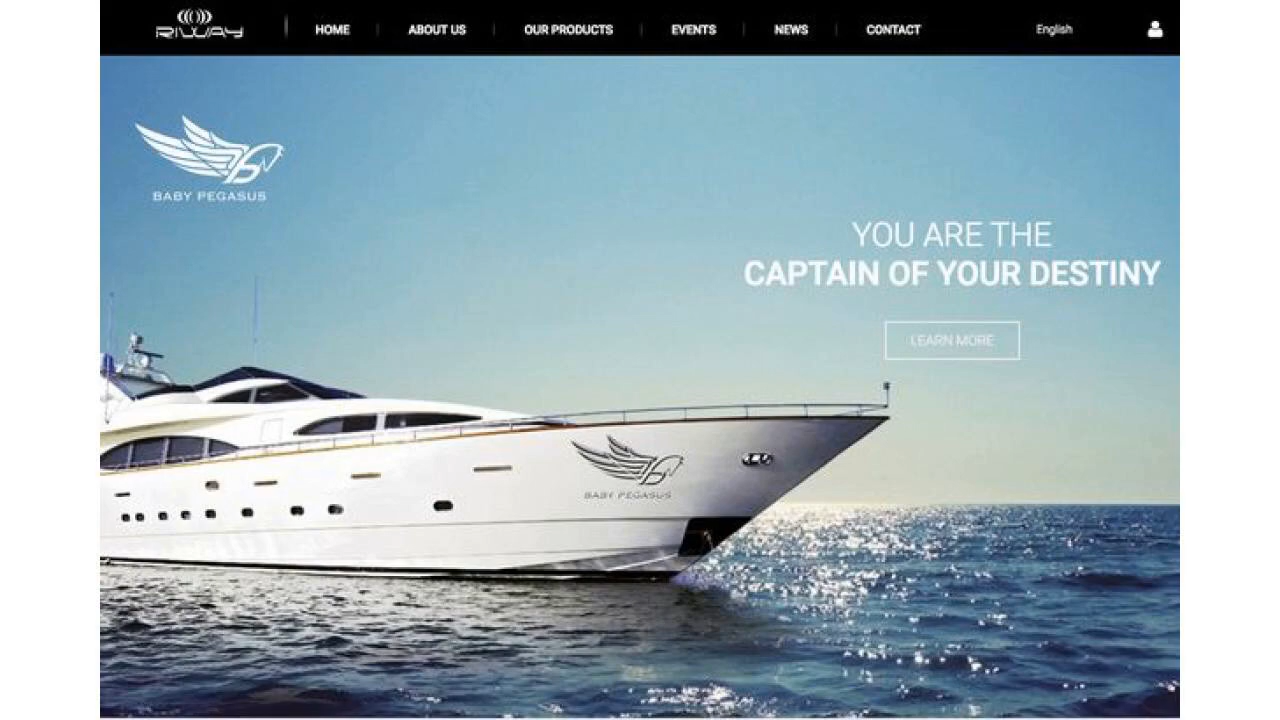 RIWAY
HOME
ABOUT US
OUR PRODUCTS
EVENTS
NEWS
CONTACT
English
BABY PEGASUS
YOU ARE THE
CAPTAIN OF YOUR DESTINY
LEARN MORE
BABY PEGASUS